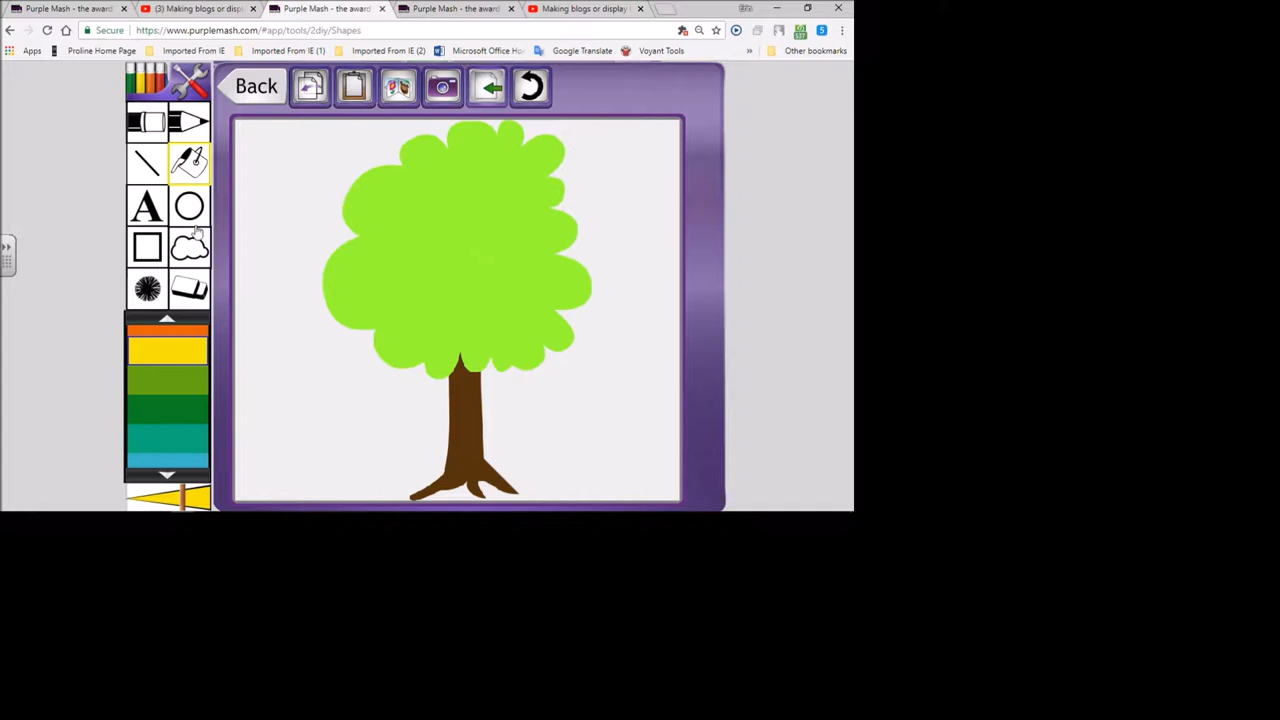 Purple Mash - the award
(3) Making blogs or displ
Purple Mash - the award
Purple Mash - the award
Making blogs or display
Secure
https://www.purplemash.com/#app/tools/2diy/Shapes
Apps
Proline Home Page
Imported From IE
Imported From IE (1)
Imported From IE (2)
Microsoft Office Ho
Google Translate
Voyant Tools
»
Other bookmarks
Back
A